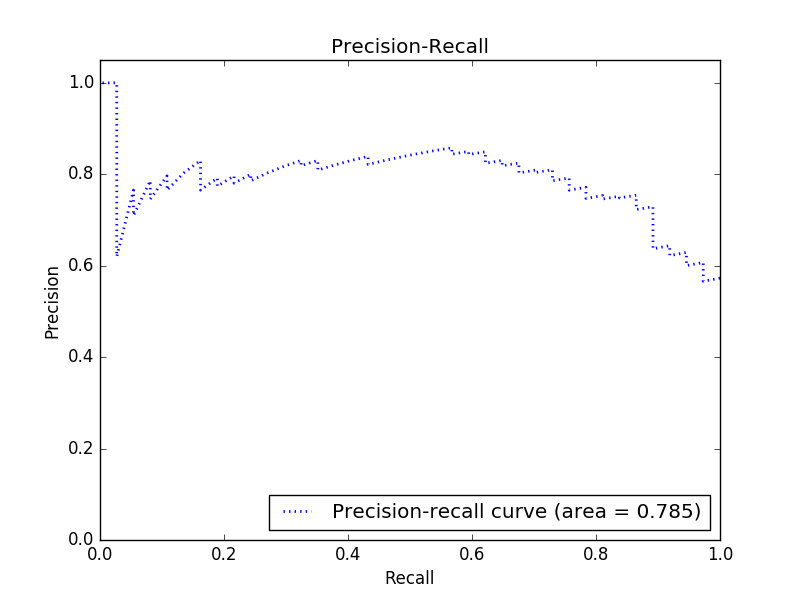 Precision-Recall
1.0
0.8
0.6
0.4
0.2
0.0
Precision
Precision-recall curve (area = 0.785)
0.0 0.2 0.4 0.6 0.8 1.0
Recall